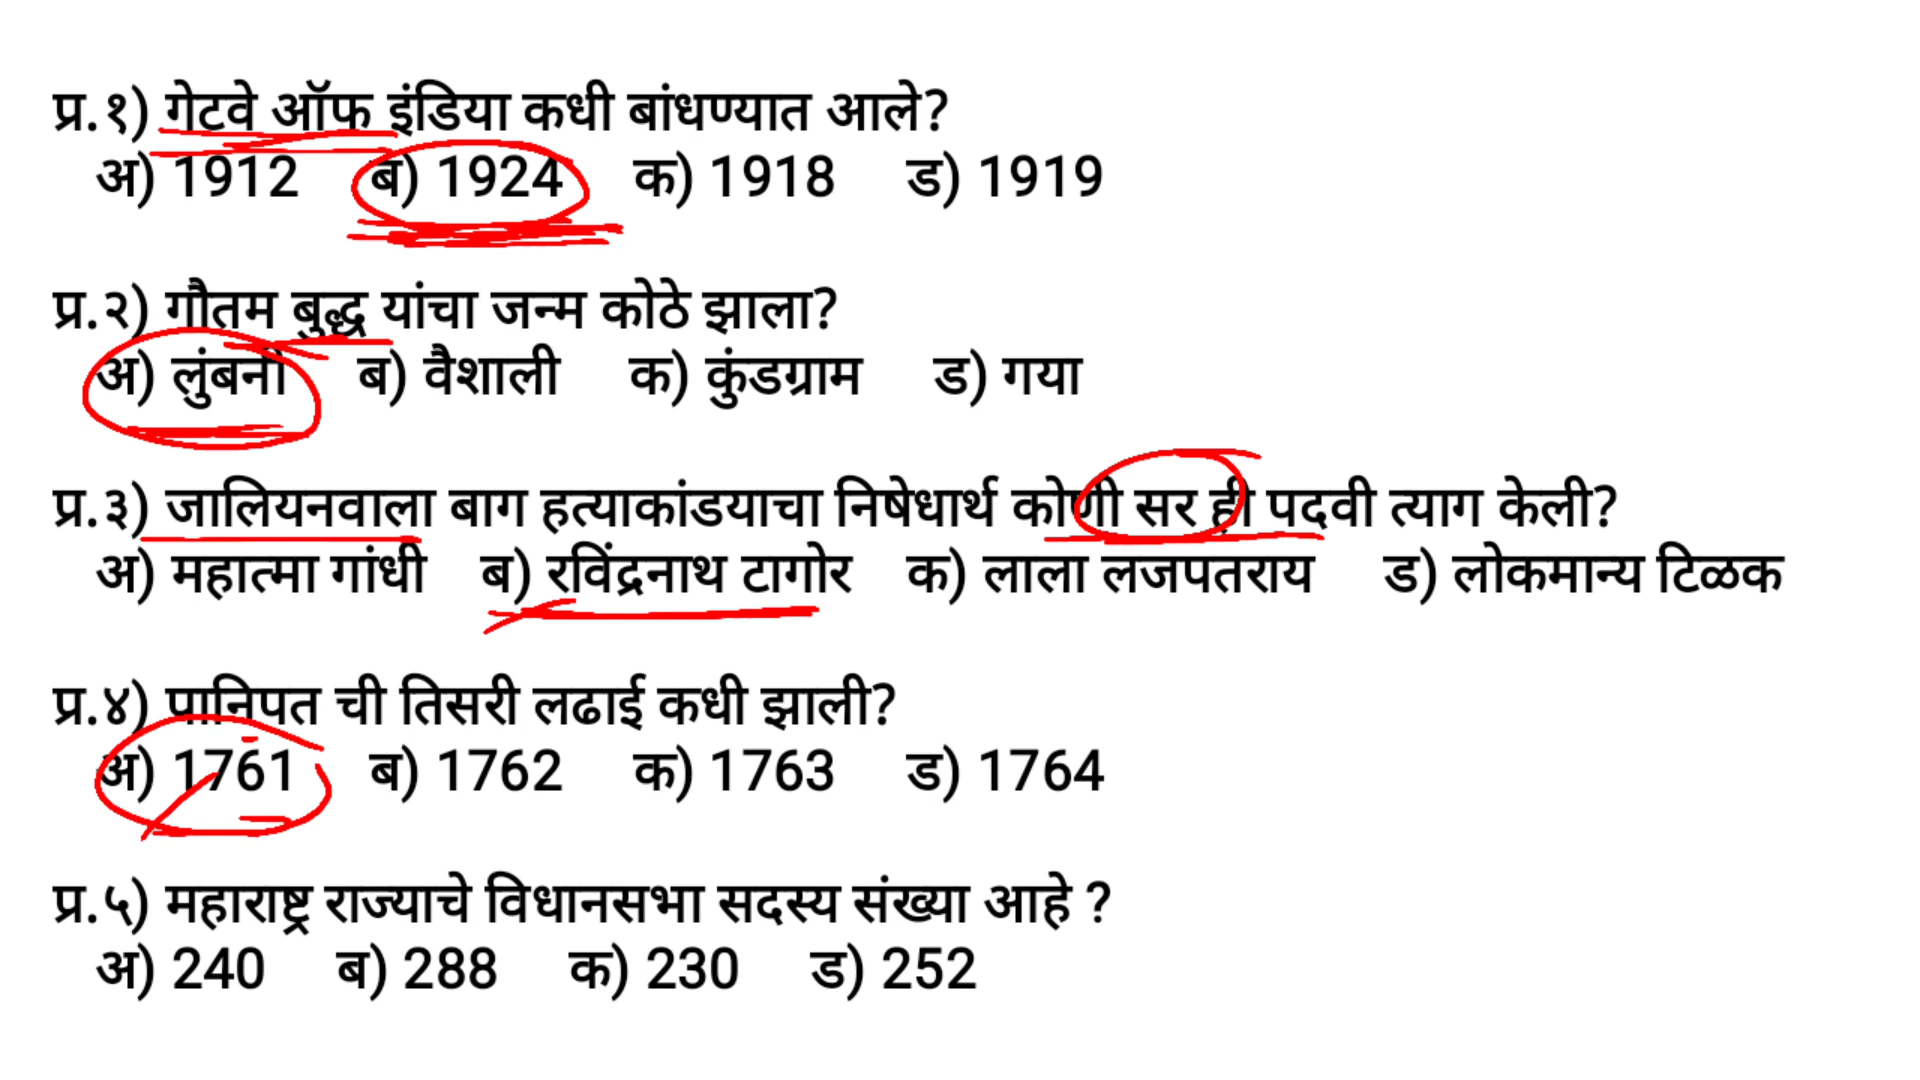 प्र.१) गेटवे ऑफ इंडिया कधी बांधण्यात आले?
अ) 1912 ब) 1924 क) 1918 ड) 1919
प्र.२) गौतम बुद्ध यांचा जन्म कोठे झाला?
अ) लुंबनी ब) वैशाली क) कुंडग्राम ड) गया
प्र.३) जालियनवाला बाग हत्याकांडयाचा निषेधार्थ कोणी सर ही पदवी त्याग केली?
अ) महात्मा गांधी ब) रविंद्रनाथ टागोर क) लाला लजपतराय ड) लोकमान्य टिळक
प्र.४) पानिपत ची तिसरी लढाई कधी झाली?
अ) 1761 ब) 1762 क) 1763 ड) 1764
प्र.५) महाराष्ट्र राज्याचे विधानसभा सदस्य संख्या आहे ?
अ) 240 ब) 288 क) 230 ड) 252